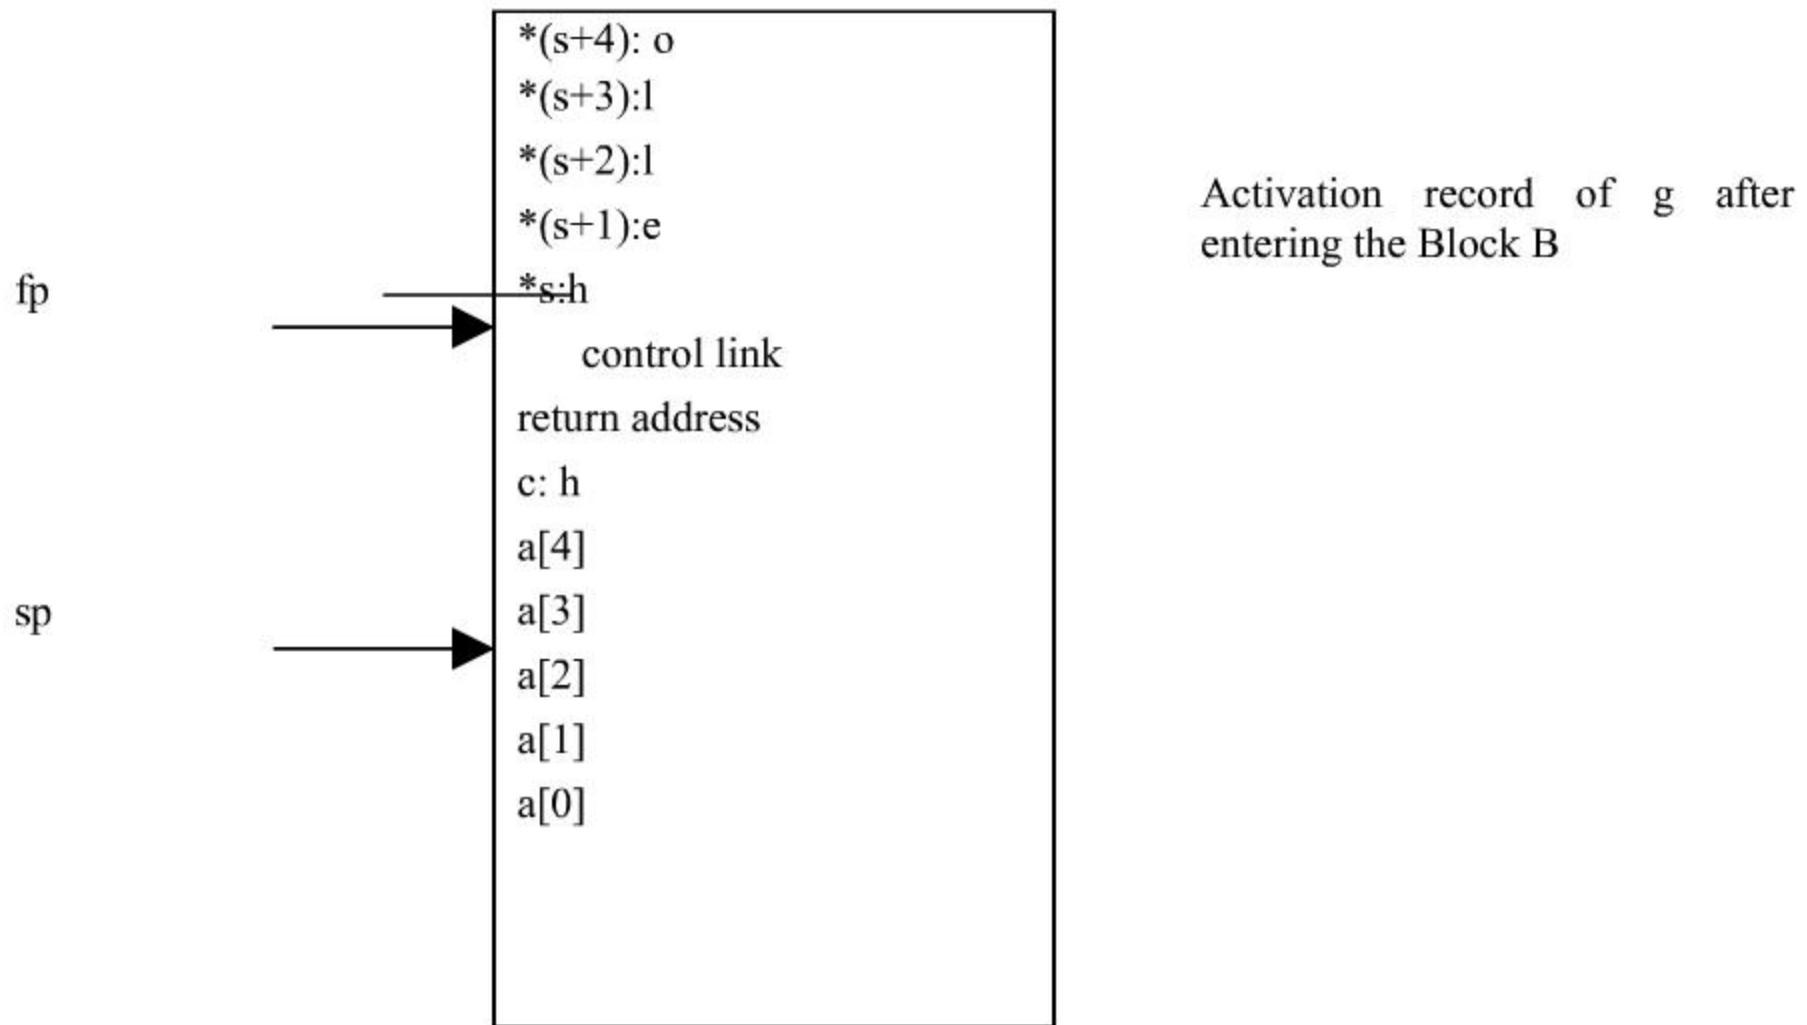 *(s+4): o
*(s+3):l
*(s+2):l
*(s+1):e
Activation record of g after
entering the Block B
fp
*s:h
control link
return address
c: h
a[4]
sp
a[3]
a[2]
a[1]
a[0]